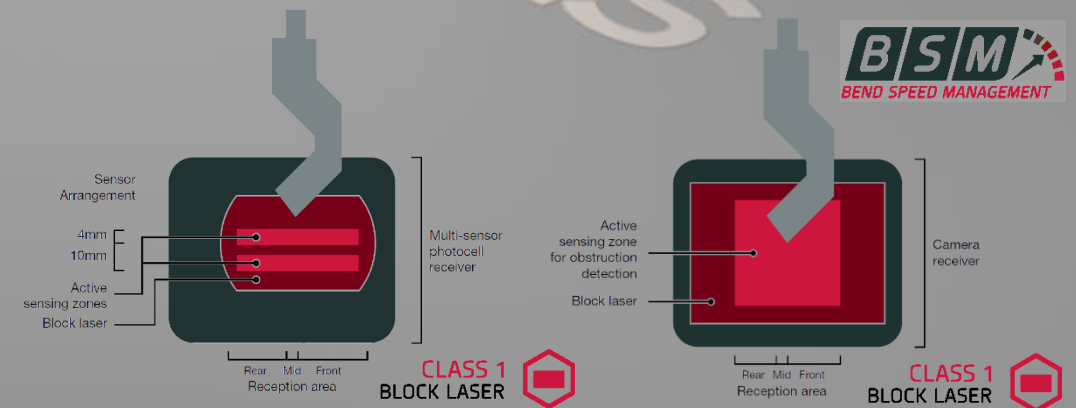 BSM
BEND SPEED MANAGEMENT
Sensor
Arrangement
4mm
10mm
Active
sensing zones
Block laser
Multi-sensor
photocell
receiver
Rear Mid Front
Reception area
CLASS 1
BLOCK LASER
Active
sensing zone
for obstruction
detection
Block laser
Camera
receiver
Rear Mid Front
Reception area
CLASS 1
BLOCK LASER